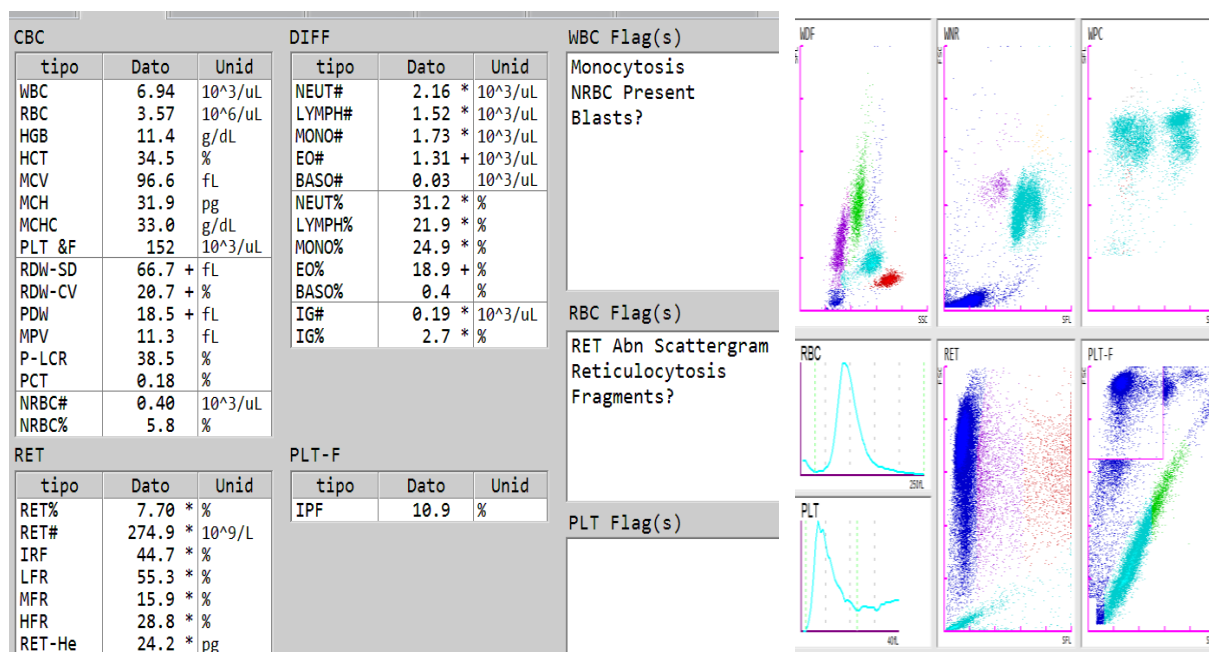 CBC
tipo Dato Unid
WBC 6.94 10^3/uL
RBC 3.57 10^6/uL
HGB 11.4 g/dL
HCT 34.5 %
MCV 96.6 fL
MCH 31.9 pg
MCHC 33.0 g/dL
PLT &F 152 10^3/uL
RDW-SD 66.7 + fL
RDW-CV 20.7 + %
PDW 18.5 + fL
MPV 11.3 fL
P-LCR 38.5 %
PCT 0.18 %
NRBC# 0.40 10^3/uL
NRBC% 5.8 %
RET
tipo Dato Unid
RET% 7.70 * %
RET# 274.9 * 10^9/L
IRF 44.7 * %
LFR 55.3 * %
MFR 15.9 * %
HFR 28.8 * %
RET-He 24.2 * pg
DIFF
tipo Dato Unid
NEUT# 2.16 * 10^3/uL
LYMPH# 1.52 * 10^3/uL
MONO# 1.73 * 10^3/uL
EO# 1.31 + 10^3/uL
BASO# 0.03 10^3/uL
NEUT% 31.2 * %
LYMPH% 21.9 * %
MONO% 24.9 * %
EO% 18.9 + %
BASO% 0.4 %
IG# 0.19 * 10^3/uL
IG% 2.7 * %
PLT-F
tipo Dato Unid
IPF 10.9 %
WBC Flag(s)
Monocytosis
NRBC Present
Blasts?
RBC Flag(s)
RET Abn Scattergram
Reticulocytosis
Fragments?
PLT Flag(s)
WDF
SSC
WNR
SFL
WPC
RBC
250fL
PLT
40fL
RET
SFL
PLT-F